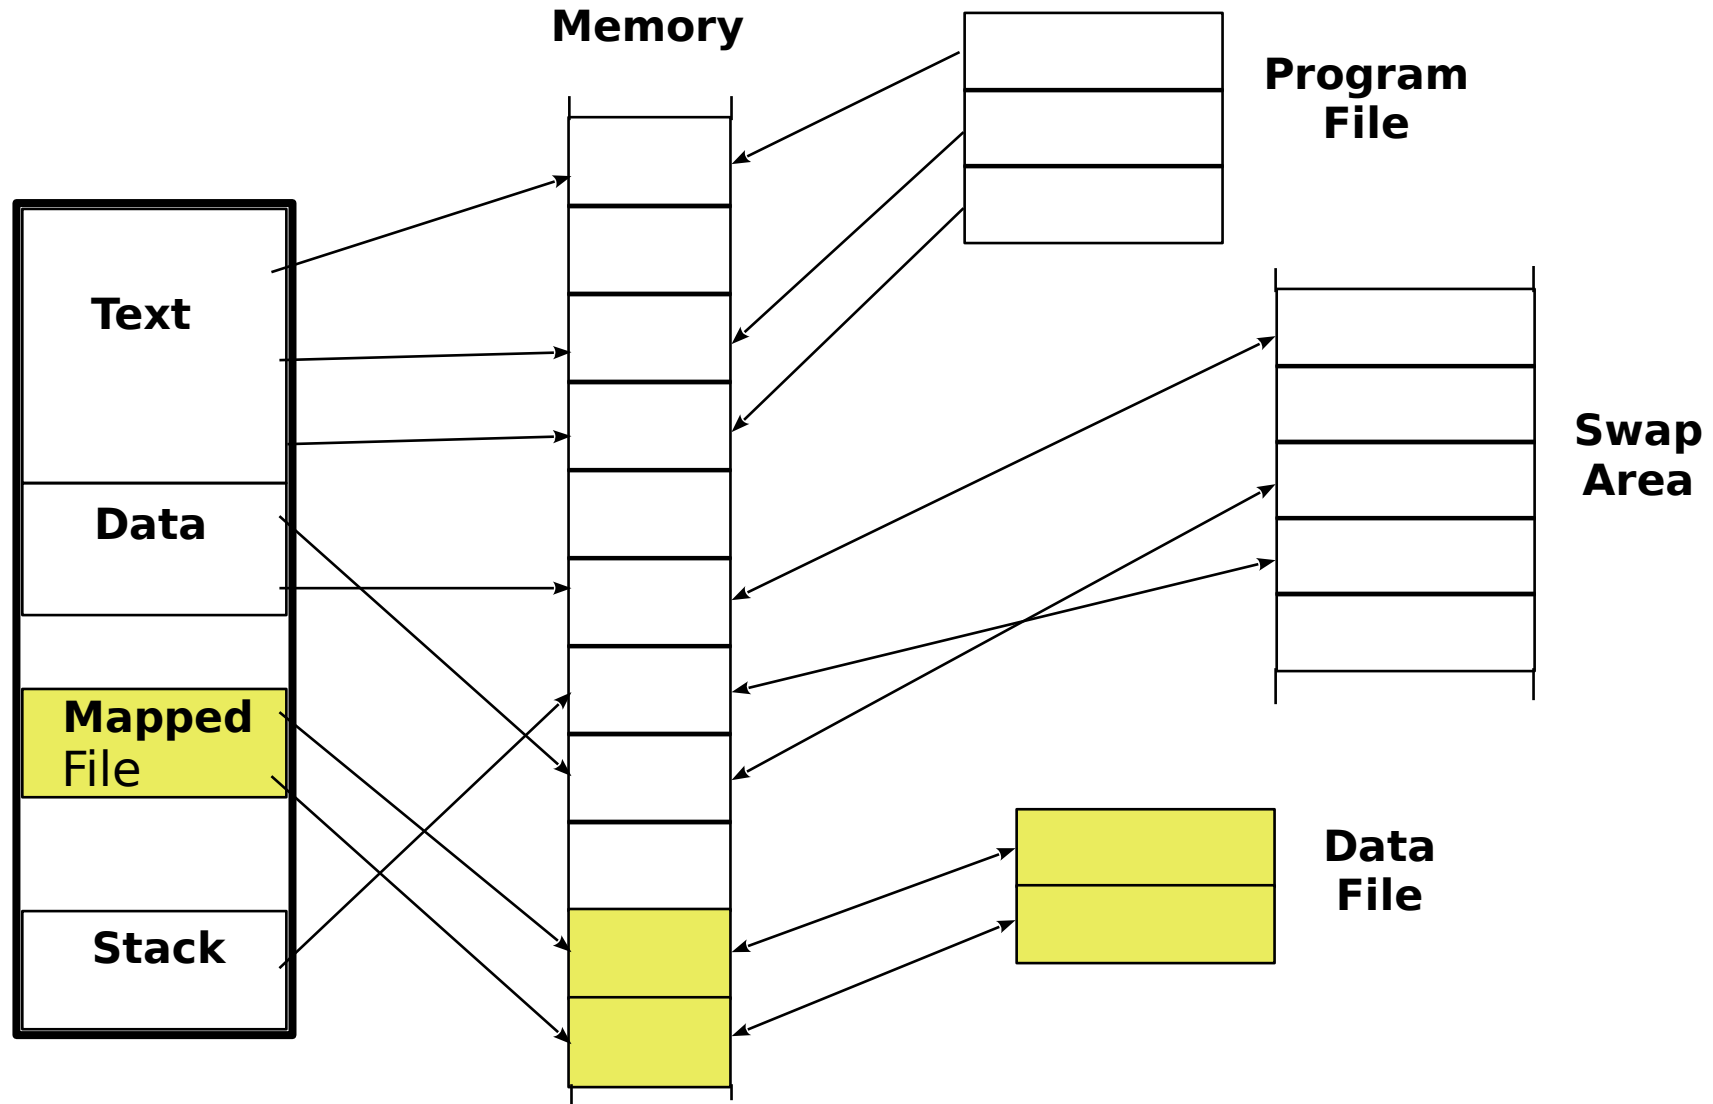 Memory
Program
File
Text
Swap
Area
Data
Mapped
File
Data
File
Stack